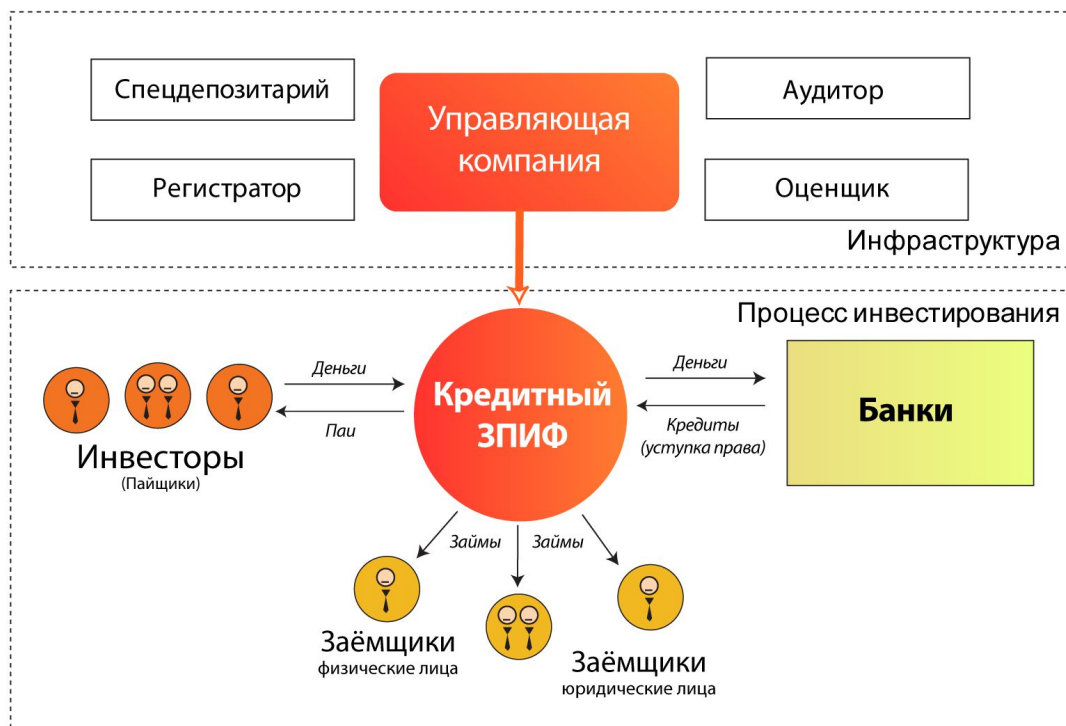 Спецдепозитарий
Управляющая
компания
Аудитор
Регистратор
Оценщик
Инфраструктура
Процесс инвестирования
Деньги
Паи
Инвесторы
(Пайщики)
Кредитный
ЗПИФ
Деньги
Кредиты
(уступка права)
Банки
Займы
Займы
Заёмщики
физические лица
Заёмщики
юридические лица